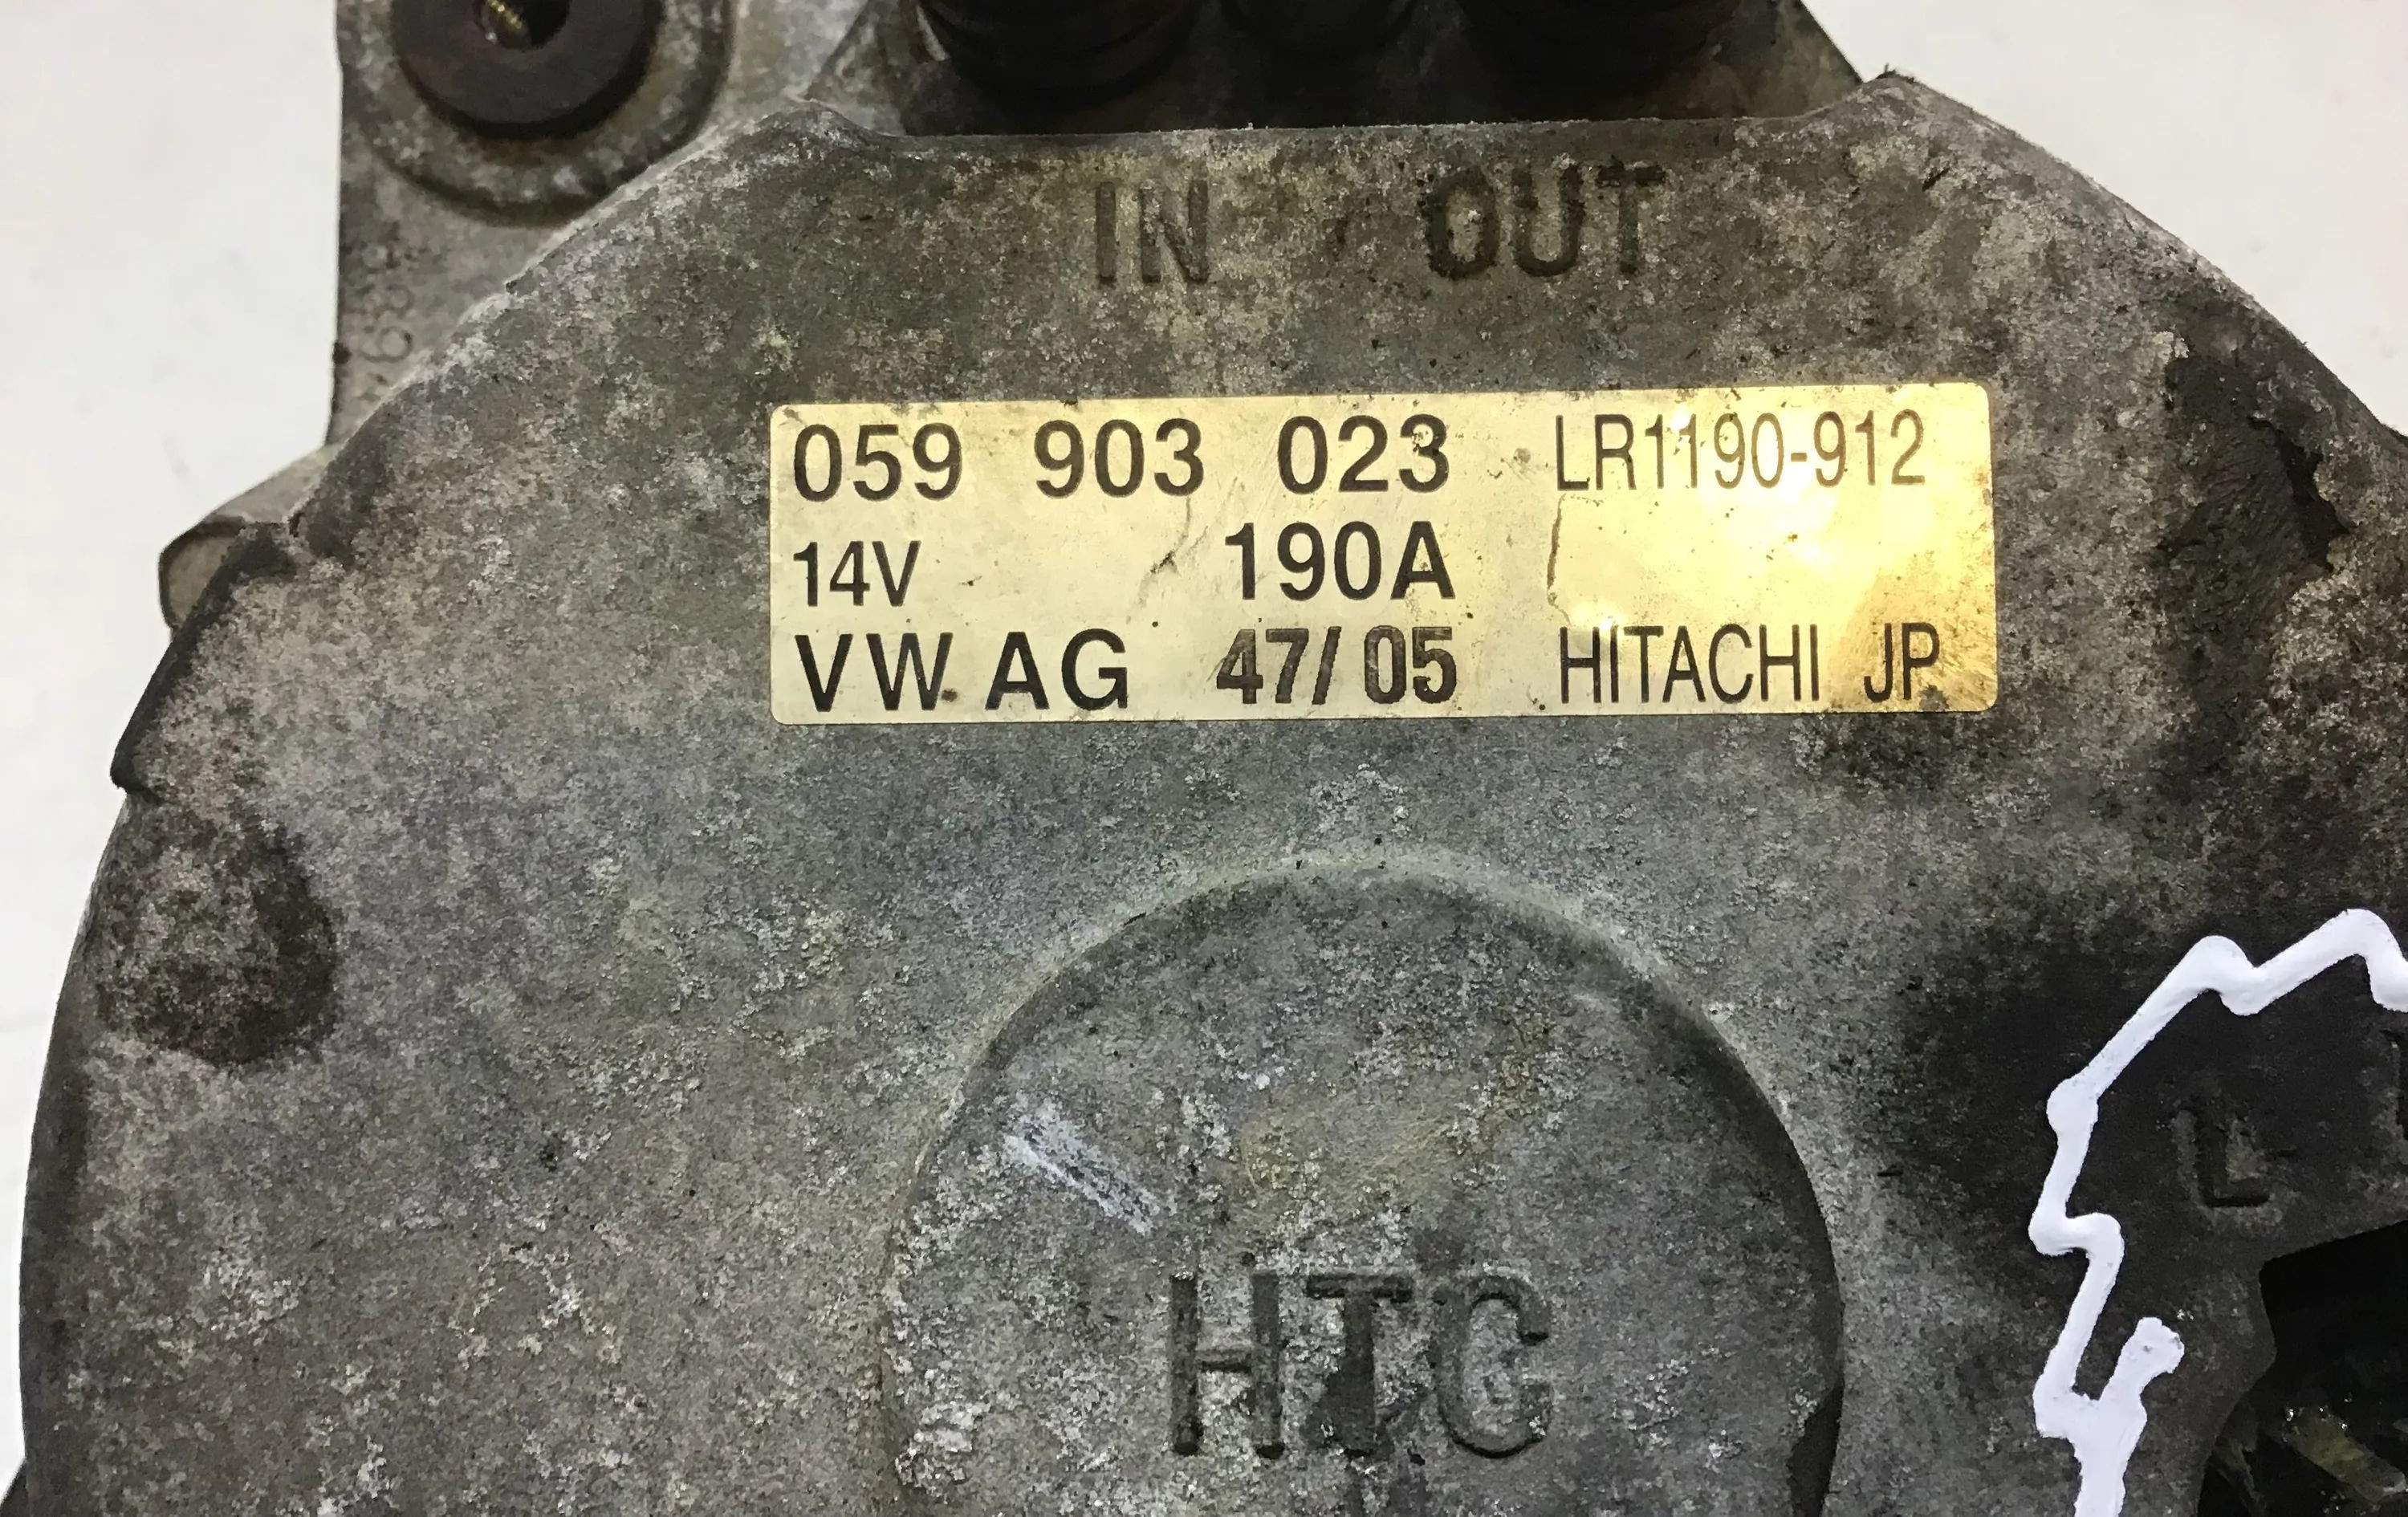 IN OUT
059 903 023 LR1190-912
14V 190A
VW AG 47/05 HITACHI JP
L
HTC